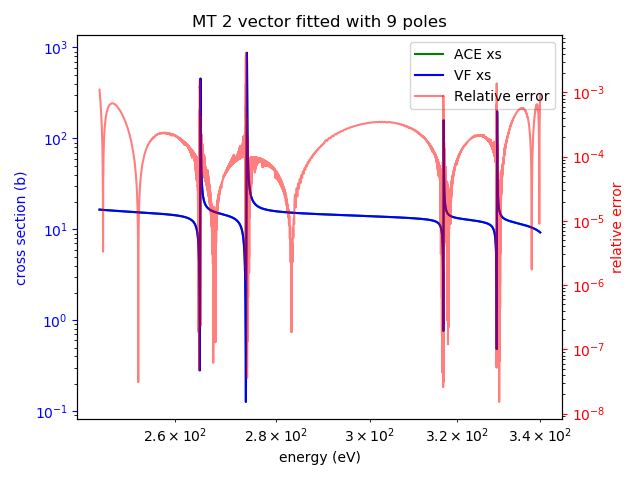 MT 2 vector fitted with 9 poles
ACE xs
VF xs
Relative error
10³
10²
10¹
10⁰
10⁻¹
cross section (b)
10⁻³
10⁻⁴
10⁻⁵
10⁻⁶
10⁻⁷
10⁻⁸
relative error
2.6 × 10² 2.8 × 10² 3 × 10² 3.2 × 10² 3.4 × 10²
energy (eV)